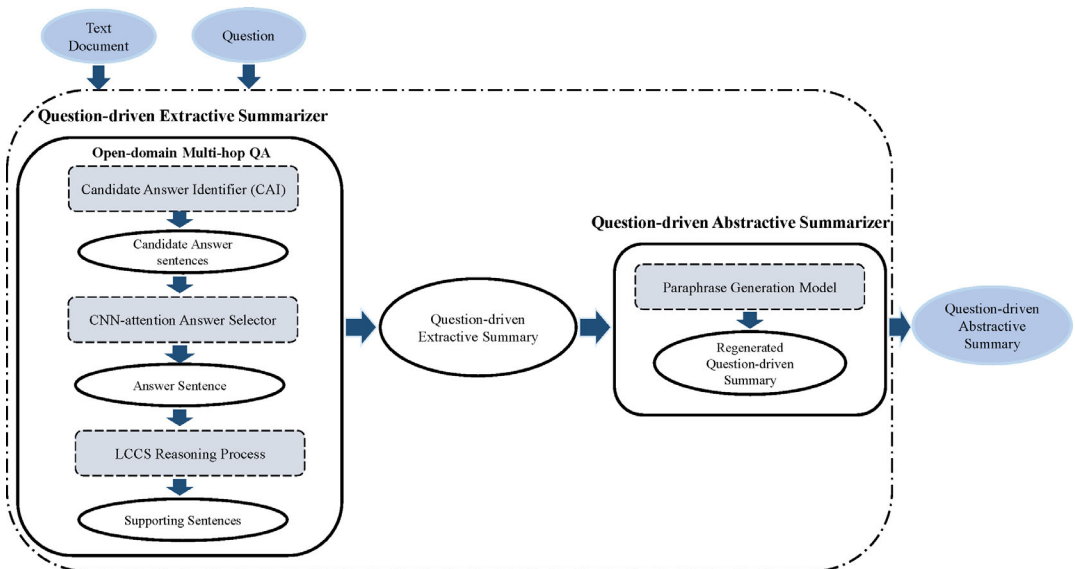 Text
Document
Question
Question-driven Extractive Summarizer
Open-domain Multi-hop QA
Candidate Answer Identifier (CAI)
Candidate Answer
sentences
CNN-attention Answer Selector
Answer Sentence
LCCS Reasoning Process
Supporting Sentences
Question-driven
Extractive Summary
Question-driven Abstractive Summarizer
Paraphrase Generation Model
Regenerated
Question-driven
Summary
Question-driven
Abstractive
Summary